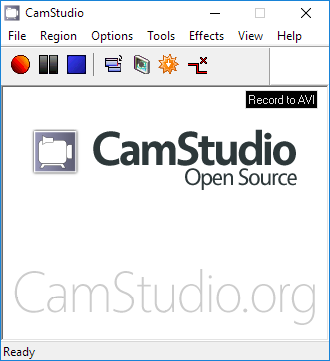 CamStudio
File Region Options Tools Effects View Help
Record to AVI
CamStudio
Open Source
CamStudio.org
Ready